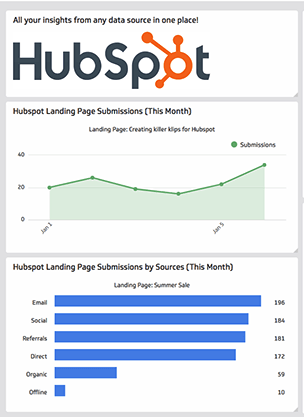 All your insights from any data source in one place!
HubSpot
Hubspot Landing Page Submissions (This Month)
Landing Page: Creating killer klips for Hubspot
Submissions
40
20
0
Jan 1
Jan 5
Hubspot Landing Page Submissions by Sources (This Month)
Landing Page: Summer Sale
Email 196
Social 184
Referrals 181
Direct 172
Organic 59
Offline 10